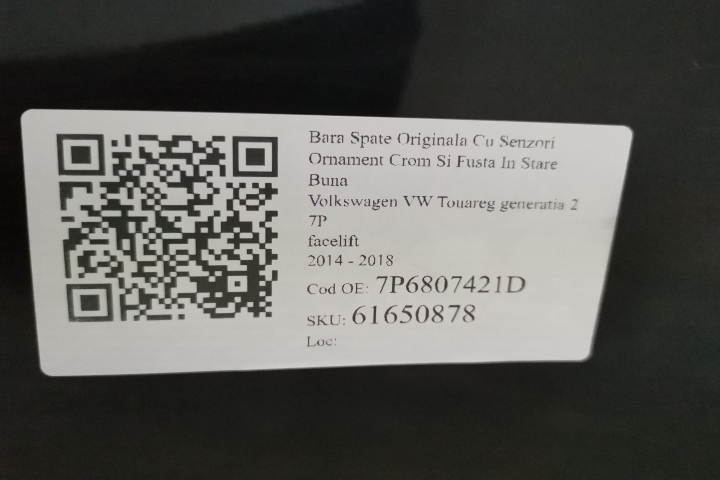 Bara Spate Originala Cu Senzori
Ornament Crom Si Fusta In Stare
Buna
Volkswagen VW Touareg generatia 2
7P
facelift
2014 - 2018
Cod OE: 7P6807421D
SKU: 61650878
Loc: